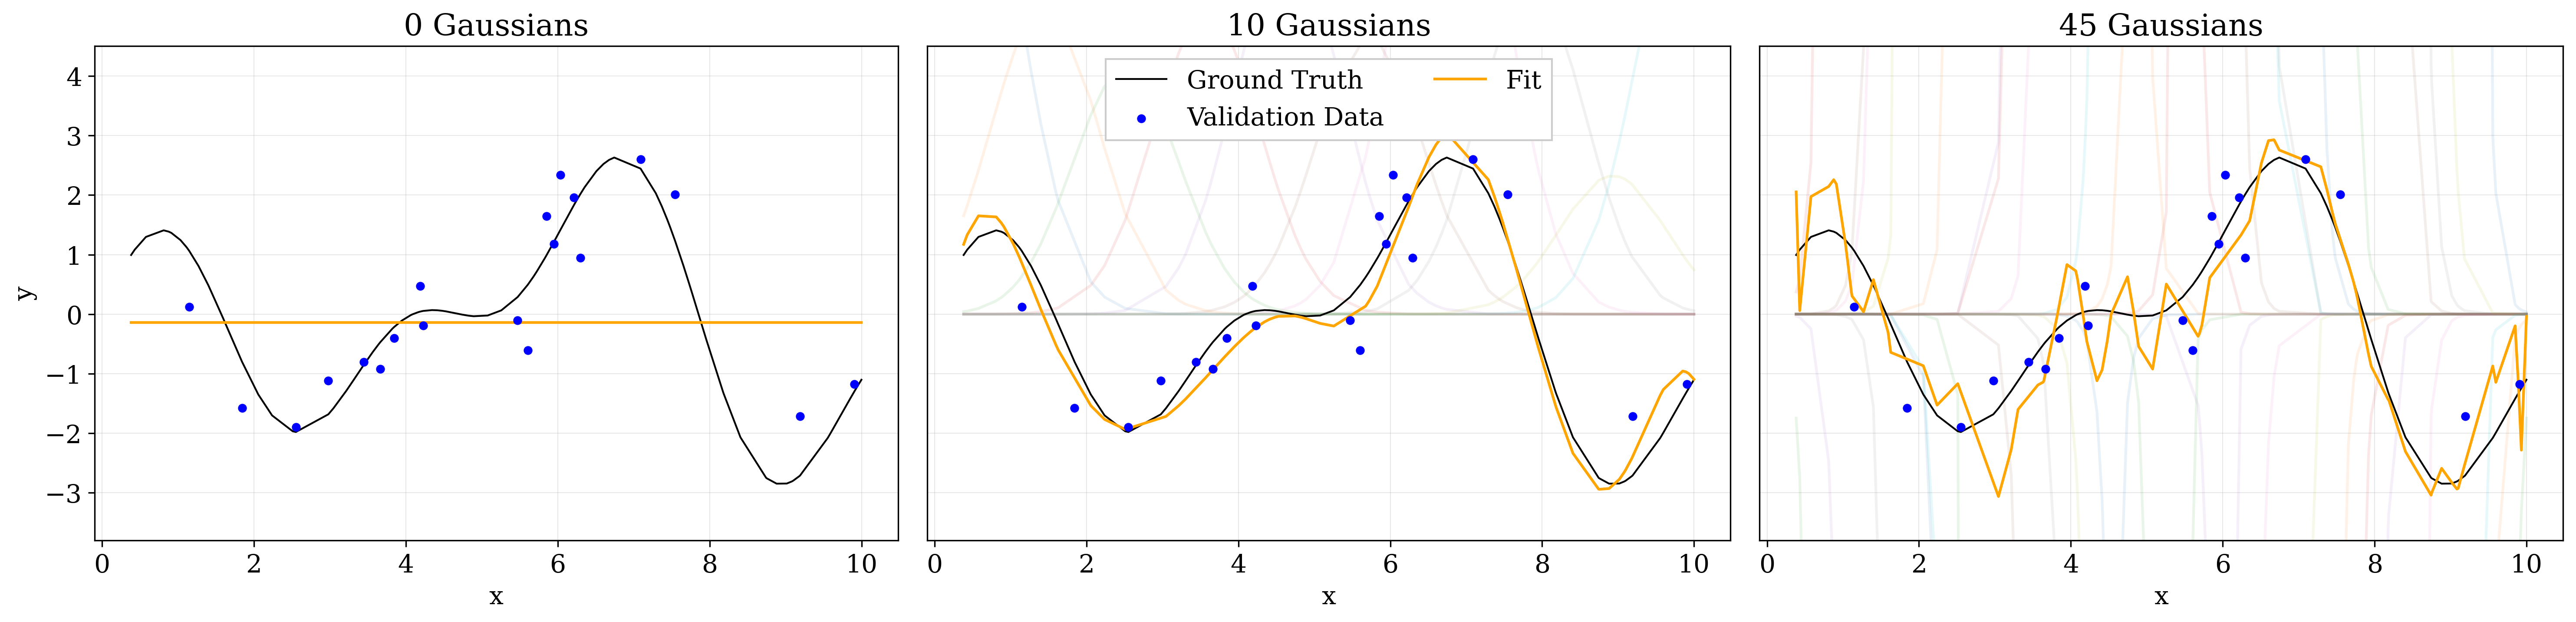 0 Gaussians
10 Gaussians
45 Gaussians
Ground Truth
Validation Data
Fit
y
4
3
2
1
0
−1
−2
−3
0 2 4 6 8 10
0 2 4 6 8 10
0 2 4 6 8 10
x
x
x